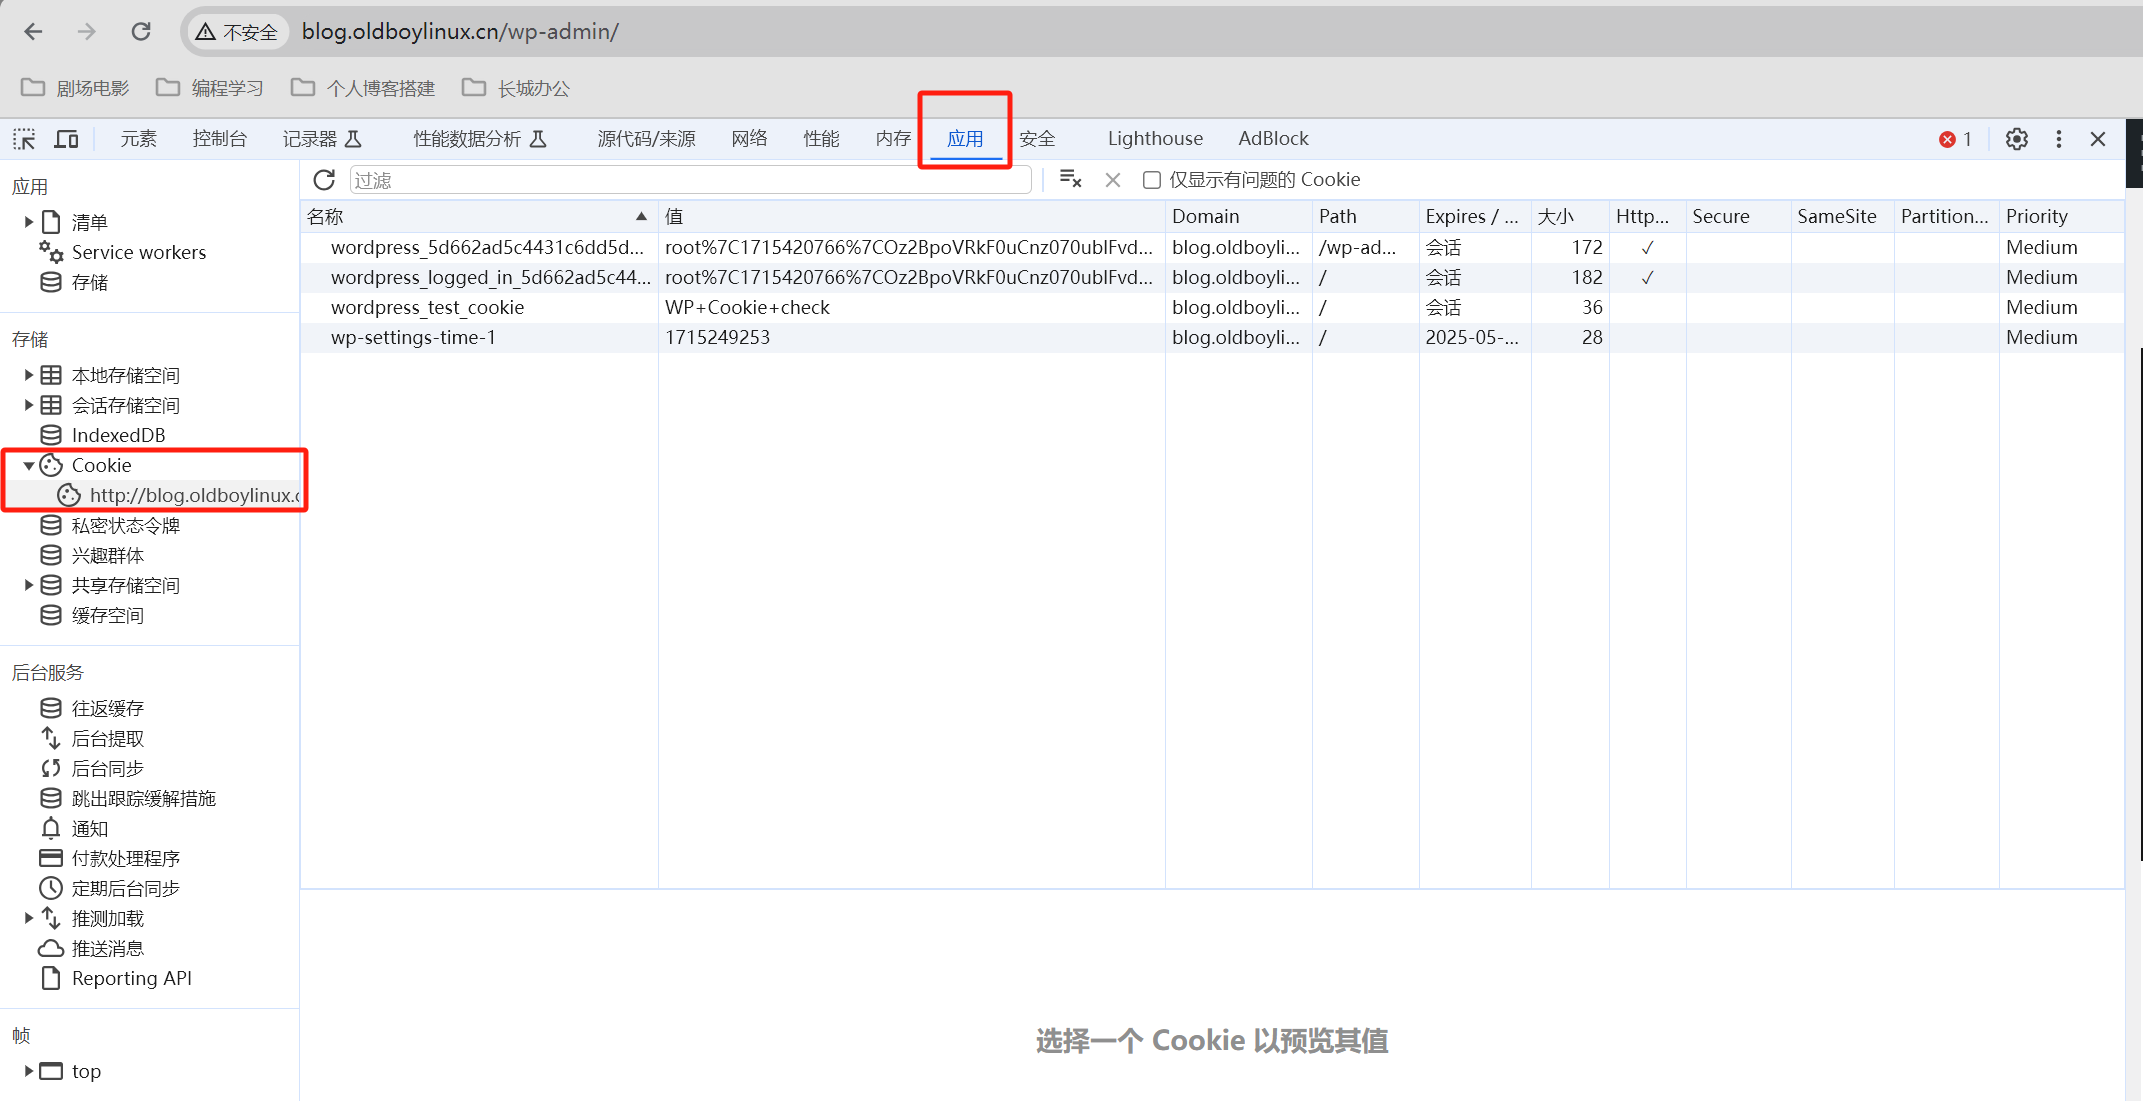 不安全 blog.oldboylinux.cn/wp-admin/
剧场电影 编程学习 个人博客搭建 长城办公
元素 控制台 记录器 性能数据分析 源代码/来源 网络 性能 内存 应用 安全 Lighthouse AdBlock 1
过滤 仅显示有问题的 Cookie
名称 值 Domain Path Expires / ... 大小 Http... Secure SameSite Partition... Priority
wordpress_5d662ad5c4431c6dd5d... root%7C1715420766%7COz2BpoVRkF0uCnz070ublFvd... blog.oldboyli... /wp-ad... 会话 172 ✓ Medium
wordpress_logged_in_5d662ad5c44... root%7C1715420766%7COz2BpoVRkF0uCnz070ublFvd... blog.oldboyli... / 会话 182 ✓ Medium
wordpress_test_cookie WP+Cookie+check blog.oldboyli... / 会话 36 Medium
wp-settings-time-1 1715249253 blog.oldboyli... / 2025-05-... 28 Medium
应用
清单
Service workers
存储
存储
本地存储空间
会话存储空间
IndexedDB
Cookie
http://blog.oldboylinux.c
私密状态令牌
兴趣群体
共享存储空间
缓存空间
后台服务
往返缓存
后台提取
后台同步
跳出跟踪缓解措施
通知
付款处理程序
定期后台同步
推测加载
推送消息
Reporting API
帧
top
选择一个 Cookie 以预览其值